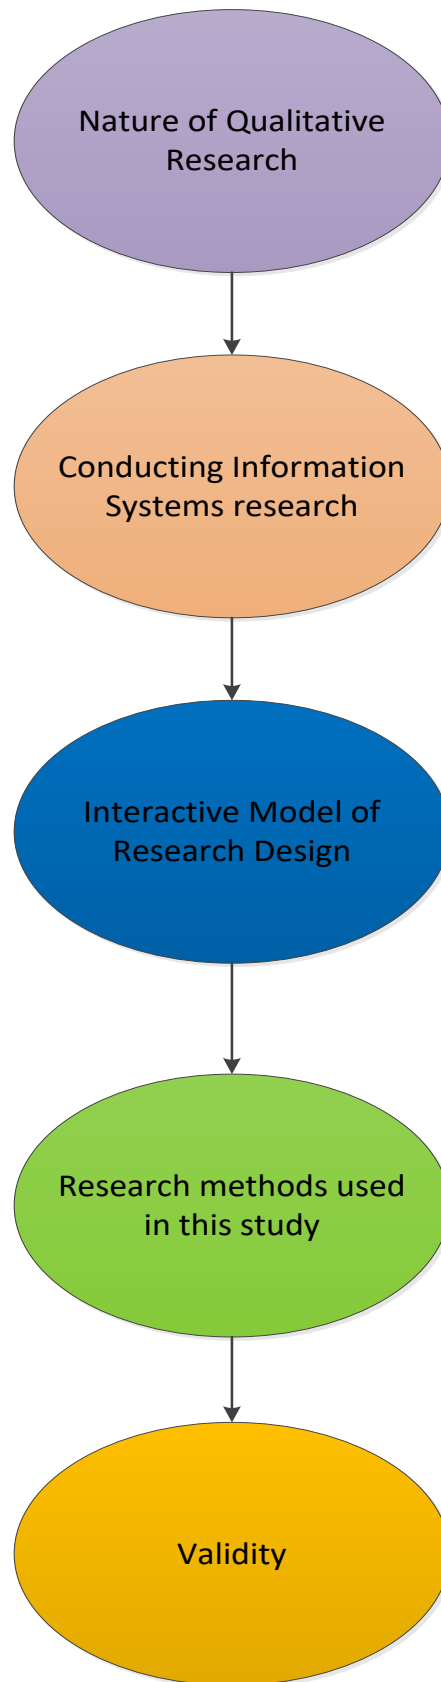 Nature of Qualitative
Research
Conducting Information
Systems research
Interactive Model of
Research Design
Research methods used
in this study
Validity